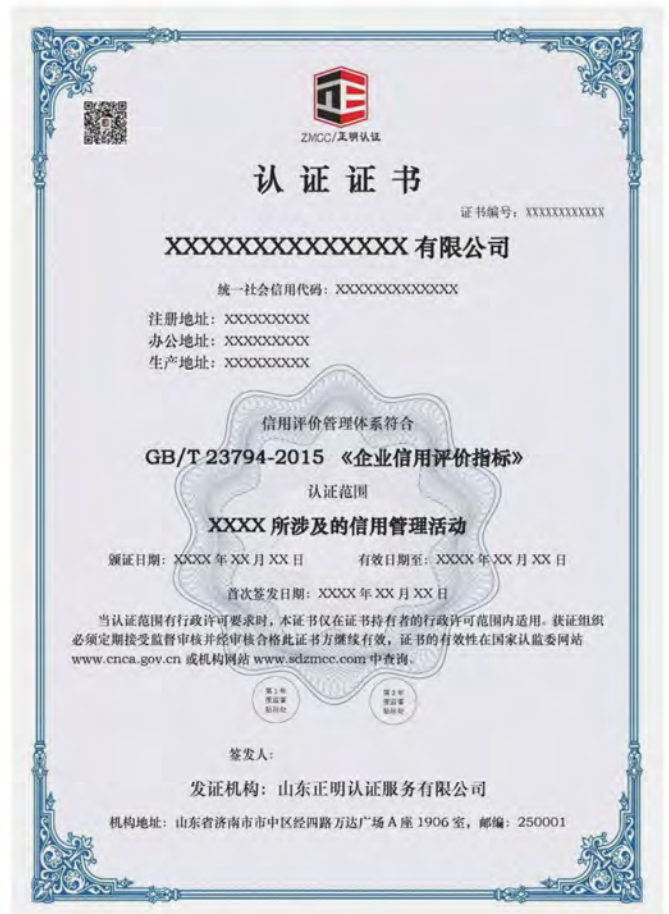 ZMCC/正明认证
认证证书
证书编号：XXXXXXXXXXXX
XXXXXXXXXXXXXX 有限公司
统一社会信用代码：XXXXXXXXXXXXX
注册地址：XXXXXXXXX
办公地址：XXXXXXXXX
生产地址：XXXXXXXXX
信用评价管理体系符合
GB/T 23794-2015 《企业信用评价指标》
认证范围
XXXX 所涉及的信用管理活动
颁证日期：XXXX 年 XX 月 XX 日 有效日期至：XXXX 年 XX 月 XX 日
首次签发日期：XXXX 年 XX 月 XX 日
当认证范围有行政许可要求时，本证书仅在证书持有者的行政许可范围内适用。获证组织
必须定期接受监督审核并经审核合格此证书方继续有效，证书的有效性在国家认监委网站
www.cnca.gov.cn 或机构网站 www.sdzmcc.com 中查询。
第1年 第2年
签发人：
发证机构：山东正明认证服务有限公司
机构地址：山东省济南市市中区经四路万达广场 A 座 1906 室，邮编：250001